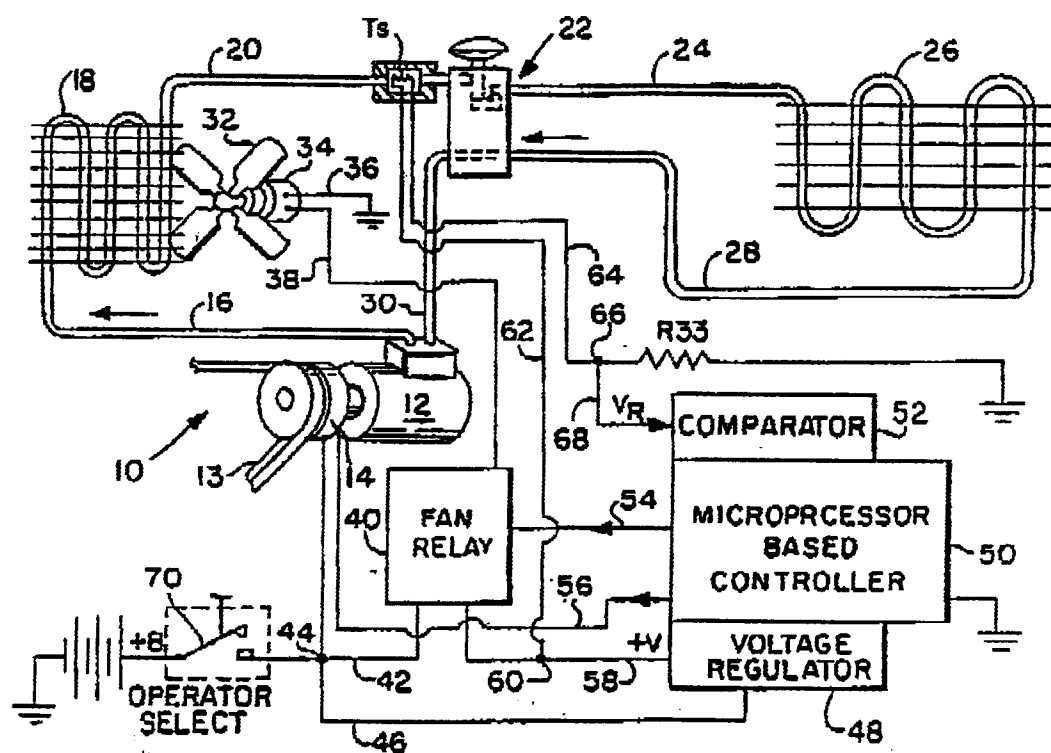 Ts
20
22
24
26
18
32
34
36
38
64
28
16
30
62
66
R33
12
VR
68
COMPARATOR
52
10
13
14
40
FAN
RELAY
54
MICROPRCESSOR
BASED
CONTROLLER
50
70
56
+B
44
+V
VOLTAGE
REGULATOR
42
60
58
OPERATOR
SELECT
46
48